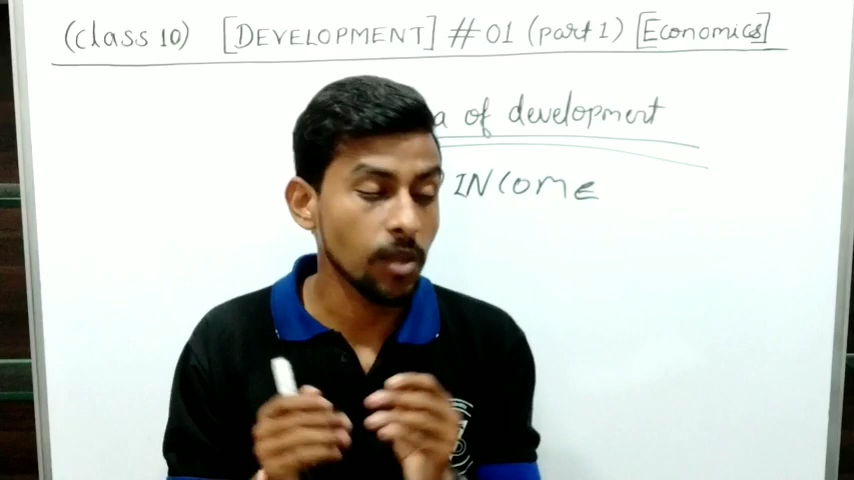 (class 10) [DEVELOPMENT] #01 (part 1) [Economics]
a of development
INCOME